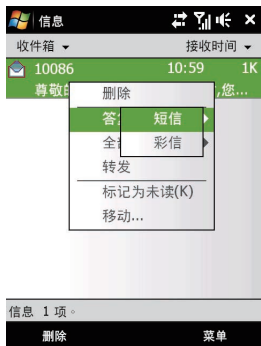 信息
收件箱 接收时间
10086 10:59 1K
尊敬 ,您...
删除
答 短信
全 彩信
转发
标记为未读(K)
移动...
信息 1 项。
删除 菜单